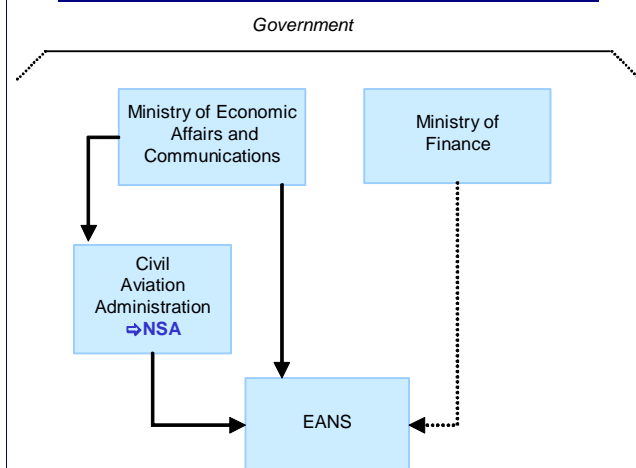 Government
Ministry of Economic
Affairs and
Communications
Ministry of
Finance
Civil
Aviation
Administration
⇨NSA
EANS